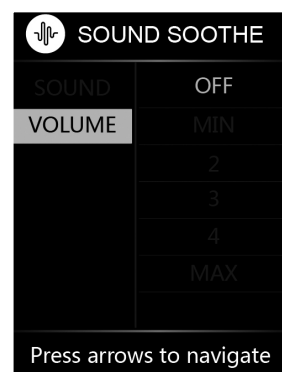 SOUND SOOTHE
SOUND
VOLUME
OFF
MIN
2
3
4
MAX
Press arrows to navigate